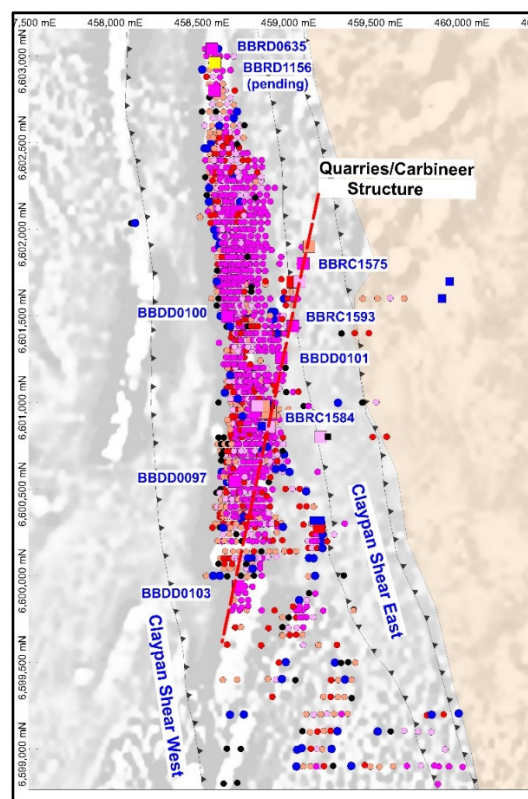 7,500 mE 458,000 mE 458,500 mE 459,000 mE 459,500 mE 460,000 mE
6,603,000 mN
6,602,500 mN
6,602,000 mN
6,601,500 mN
6,601,000 mN
6,600,500 mN
6,600,000 mN
6,599,500 mN
6,599,000 mN
BBRD0635
BBRD1156
(pending)
Quarries/Carbineer
Structure
BBRC1575
BBDD0100
BBRC1593
BBDD0101
BBRC1584
BBDD0097
BBDD0103
Claypan Shear East
Claypan Shear West